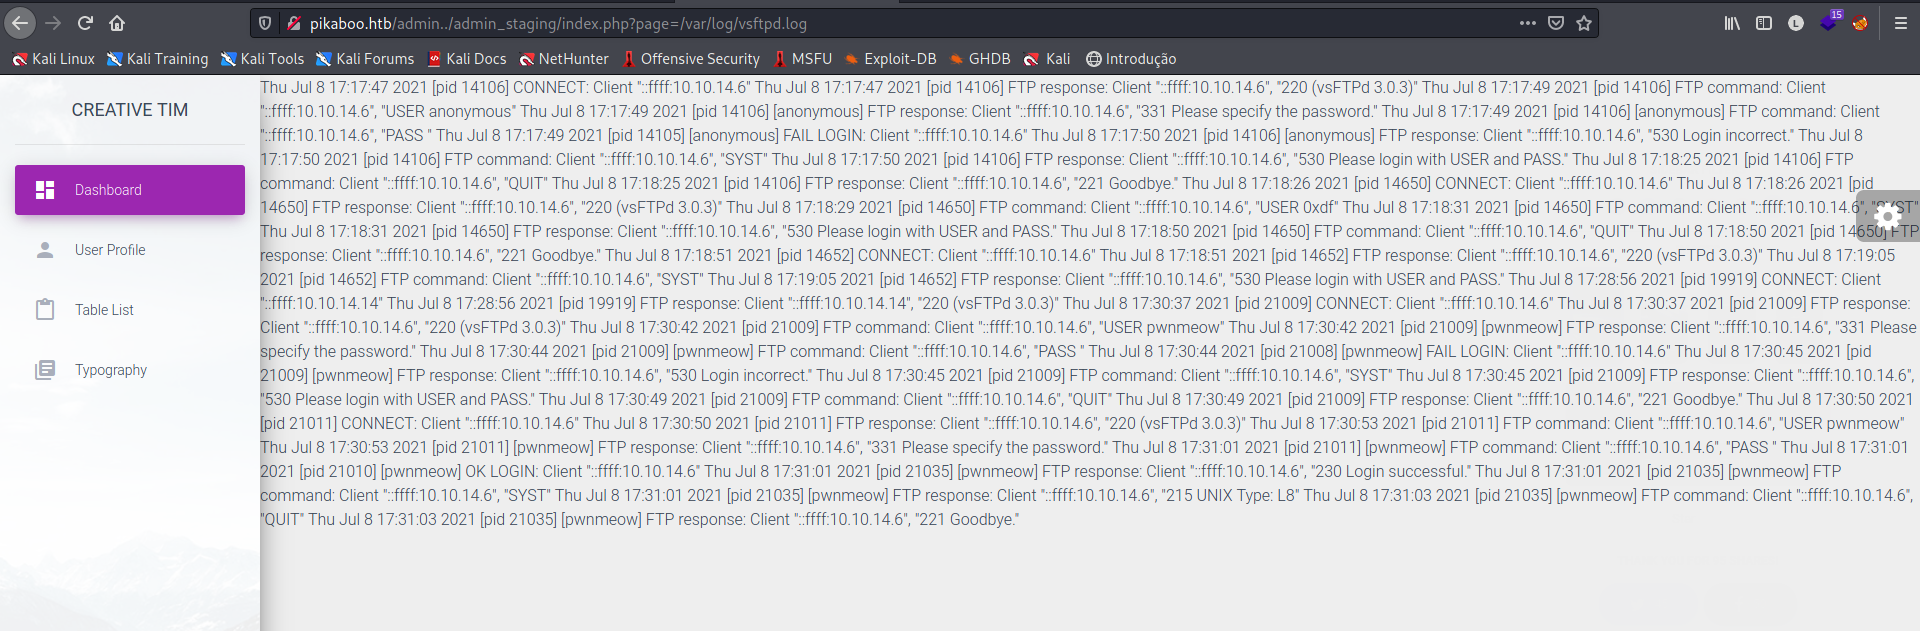 pikaboo.htb/admin../admin_staging/index.php?page=/var/log/vsftpd.log
15
Kali Linux Kali Training Kali Tools Kali Forums Kali Docs NetHunter Offensive Security MSFU Exploit-DB GHDB Kali Introdução
CREATIVE TIM
Dashboard
User Profile
Table List
Typography
Thu Jul 8 17:17:47 2021 [pid 14106] CONNECT: Client "::ffff:10.10.14.6" Thu Jul 8 17:17:47 2021 [pid 14106] FTP response: Client "::ffff:10.10.14.6", "220 (vsFTPd 3.0.3)" Thu Jul 8 17:17:49 2021 [pid 14106] FTP command: Client
"::ffff:10.10.14.6", "USER anonymous" Thu Jul 8 17:17:49 2021 [pid 14106] [anonymous] FTP response: Client "::ffff:10.10.14.6", "331 Please specify the password." Thu Jul 8 17:17:49 2021 [pid 14106] [anonymous] FTP command: Client
"::ffff:10.10.14.6", "PASS " Thu Jul 8 17:17:49 2021 [pid 14105] [anonymous] FAIL LOGIN: Client "::ffff:10.10.14.6" Thu Jul 8 17:17:50 2021 [pid 14106] [anonymous] FTP response: Client "::ffff:10.10.14.6", "530 Login incorrect." Thu Jul 8
17:17:50 2021 [pid 14106] FTP command: Client "::ffff:10.10.14.6", "SYST" Thu Jul 8 17:17:50 2021 [pid 14106] FTP response: Client "::ffff:10.10.14.6", "530 Please login with USER and PASS." Thu Jul 8 17:18:25 2021 [pid 14106] FTP
command: Client "::ffff:10.10.14.6", "QUIT" Thu Jul 8 17:18:25 2021 [pid 14106] FTP response: Client "::ffff:10.10.14.6", "221 Goodbye." Thu Jul 8 17:18:26 2021 [pid 14650] CONNECT: Client "::ffff:10.10.14.6" Thu Jul 8 17:18:26 2021 [pid
14650] FTP response: Client "::ffff:10.10.14.6", "220 (vsFTPd 3.0.3)" Thu Jul 8 17:18:29 2021 [pid 14650] FTP command: Client "::ffff:10.10.14.6", "USER 0xdf" Thu Jul 8 17:18:31 2021 [pid 14650] FTP command: Client "::ffff:10.10.14.6", "SYST"
Thu Jul 8 17:18:31 2021 [pid 14650] FTP response: Client "::ffff:10.10.14.6", "530 Please login with USER and PASS." Thu Jul 8 17:18:50 2021 [pid 14650] FTP command: Client "::ffff:10.10.14.6", "QUIT" Thu Jul 8 17:18:50 2021 [pid 14650] FTP
response: Client "::ffff:10.10.14.6", "221 Goodbye." Thu Jul 8 17:18:51 2021 [pid 14652] CONNECT: Client "::ffff:10.10.14.6" Thu Jul 8 17:18:51 2021 [pid 14652] FTP response: Client "::ffff:10.10.14.6", "220 (vsFTPd 3.0.3)" Thu Jul 8 17:19:05
2021 [pid 14652] FTP command: Client "::ffff:10.10.14.6", "SYST" Thu Jul 8 17:19:05 2021 [pid 14652] FTP response: Client "::ffff:10.10.14.6", "530 Please login with USER and PASS." Thu Jul 8 17:28:56 2021 [pid 19919] CONNECT: Client
"::ffff:10.10.14.14" Thu Jul 8 17:28:56 2021 [pid 19919] FTP response: Client "::ffff:10.10.14.14", "220 (vsFTPd 3.0.3)" Thu Jul 8 17:30:37 2021 [pid 21009] CONNECT: Client "::ffff:10.10.14.6" Thu Jul 8 17:30:37 2021 [pid 21009] FTP response:
Client "::ffff:10.10.14.6", "220 (vsFTPd 3.0.3)" Thu Jul 8 17:30:42 2021 [pid 21009] FTP command: Client "::ffff:10.10.14.6", "USER pwnmeow" Thu Jul 8 17:30:42 2021 [pid 21009] [pwnmeow] FTP response: Client "::ffff:10.10.14.6", "331 Please
specify the password." Thu Jul 8 17:30:44 2021 [pid 21009] [pwnmeow] FTP command: Client "::ffff:10.10.14.6", "PASS " Thu Jul 8 17:30:44 2021 [pid 21008] [pwnmeow] FAIL LOGIN: Client "::ffff:10.10.14.6" Thu Jul 8 17:30:45 2021 [pid
21009] [pwnmeow] FTP response: Client "::ffff:10.10.14.6", "530 Login incorrect." Thu Jul 8 17:30:45 2021 [pid 21009] FTP command: Client "::ffff:10.10.14.6", "SYST" Thu Jul 8 17:30:45 2021 [pid 21009] FTP response: Client "::ffff:10.10.14.6",
"530 Please login with USER and PASS." Thu Jul 8 17:30:49 2021 [pid 21009] FTP command: Client "::ffff:10.10.14.6", "QUIT" Thu Jul 8 17:30:49 2021 [pid 21009] FTP response: Client "::ffff:10.10.14.6", "221 Goodbye." Thu Jul 8 17:30:50 2021
[pid 21011] CONNECT: Client "::ffff:10.10.14.6" Thu Jul 8 17:30:50 2021 [pid 21011] FTP response: Client "::ffff:10.10.14.6", "220 (vsFTPd 3.0.3)" Thu Jul 8 17:30:53 2021 [pid 21011] FTP command: Client "::ffff:10.10.14.6", "USER pwnmeow"
Thu Jul 8 17:30:53 2021 [pid 21011] [pwnmeow] FTP response: Client "::ffff:10.10.14.6", "331 Please specify the password." Thu Jul 8 17:31:01 2021 [pid 21011] [pwnmeow] FTP command: Client "::ffff:10.10.14.6", "PASS " Thu Jul 8 17:31:01
2021 [pid 21010] [pwnmeow] OK LOGIN: Client "::ffff:10.10.14.6" Thu Jul 8 17:31:01 2021 [pid 21035] [pwnmeow] FTP response: Client "::ffff:10.10.14.6", "230 Login successful." Thu Jul 8 17:31:01 2021 [pid 21035] [pwnmeow] FTP
command: Client "::ffff:10.10.14.6", "SYST" Thu Jul 8 17:31:01 2021 [pid 21035] [pwnmeow] FTP response: Client "::ffff:10.10.14.6", "215 UNIX Type: L8" Thu Jul 8 17:31:03 2021 [pid 21035] [pwnmeow] FTP command: Client "::ffff:10.10.14.6",
"QUIT" Thu Jul 8 17:31:03 2021 [pid 21035] [pwnmeow] FTP response: Client "::ffff:10.10.14.6", "221 Goodbye."